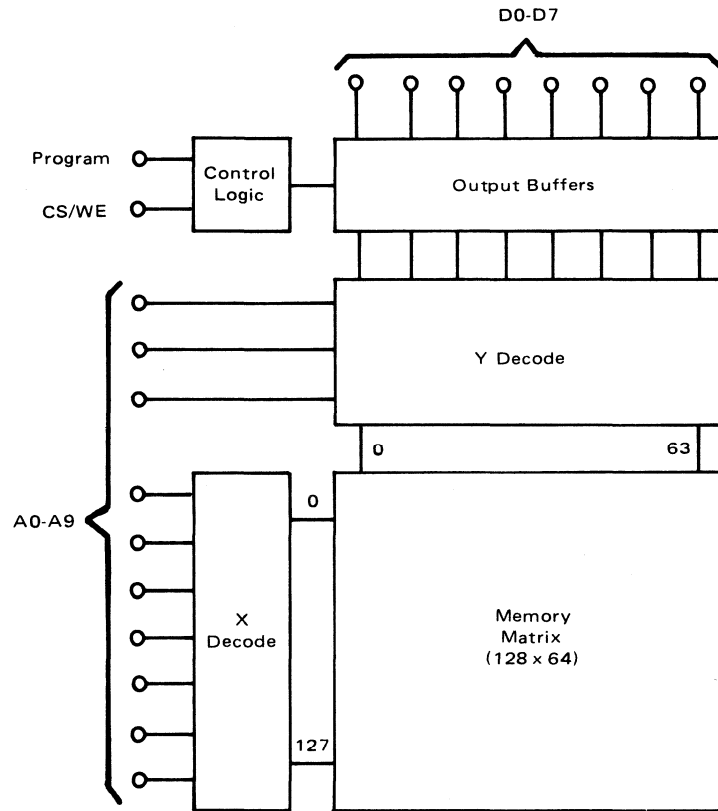 D0-D7
Program
CS/WE
Control
Logic
Output Buffers
Y Decode
0
63
A0-A9
0
X
Decode
127
Memory
Matrix
(128 x 64)